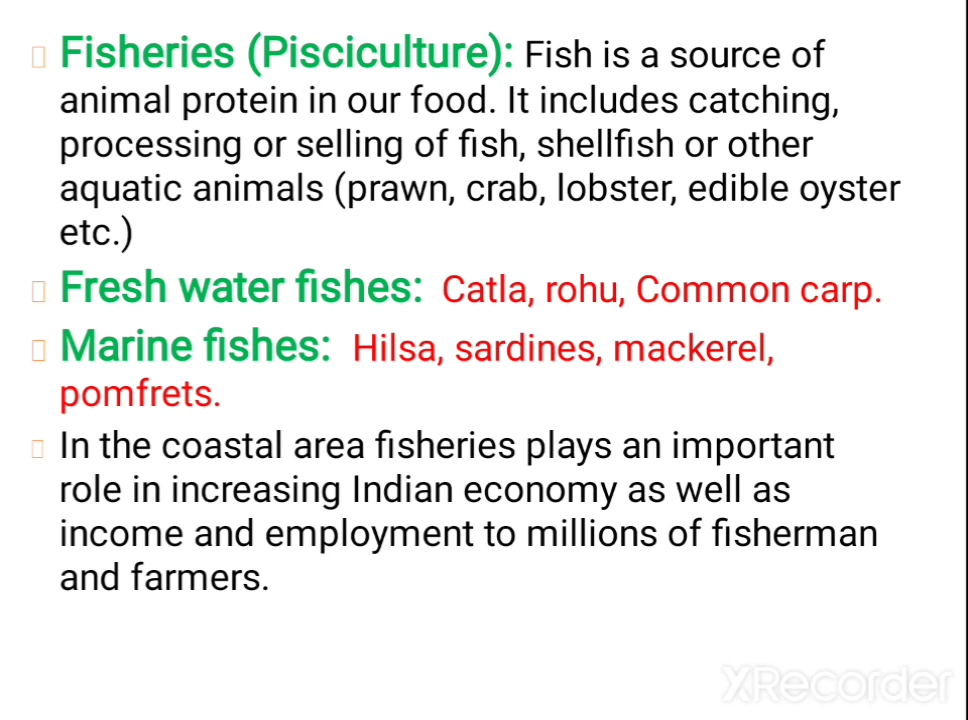 Fisheries (Pisciculture): Fish is a source of
animal protein in our food. It includes catching,
processing or selling of fish, shellfish or other
aquatic animals (prawn, crab, lobster, edible oyster
etc.)
Fresh water fishes: Catla, rohu, Common carp.
Marine fishes: Hilsa, sardines, mackerel,
pomfrets.
In the coastal area fisheries plays an important
role in increasing Indian economy as well as
income and employment to millions of fisherman
and farmers.
XRecorder